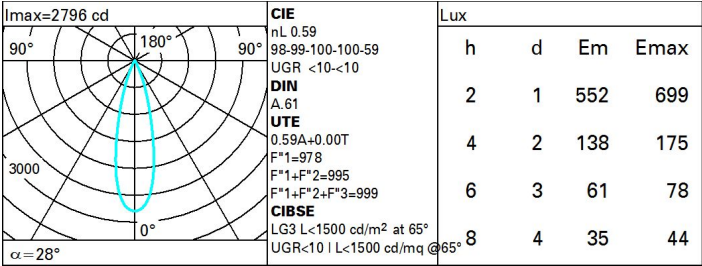 Imax=2796 cd
90°
180°
90°
3000
0°
α=28°
CIE
nL 0.59
98-99-100-100-59
UGR <10-<10
DIN
A.61
UTE
0.59A+0.00T
F"1=978
F"1+F"2=995
F"1+F"2+F"3=999
CIBSE
LG3 L<1500 cd/m² at 65°
UGR<10 | L<1500 cd/mq @65°
Lux
h d Em Emax
2 1 552 699
4 2 138 175
6 3 61 78
8 4 35 44